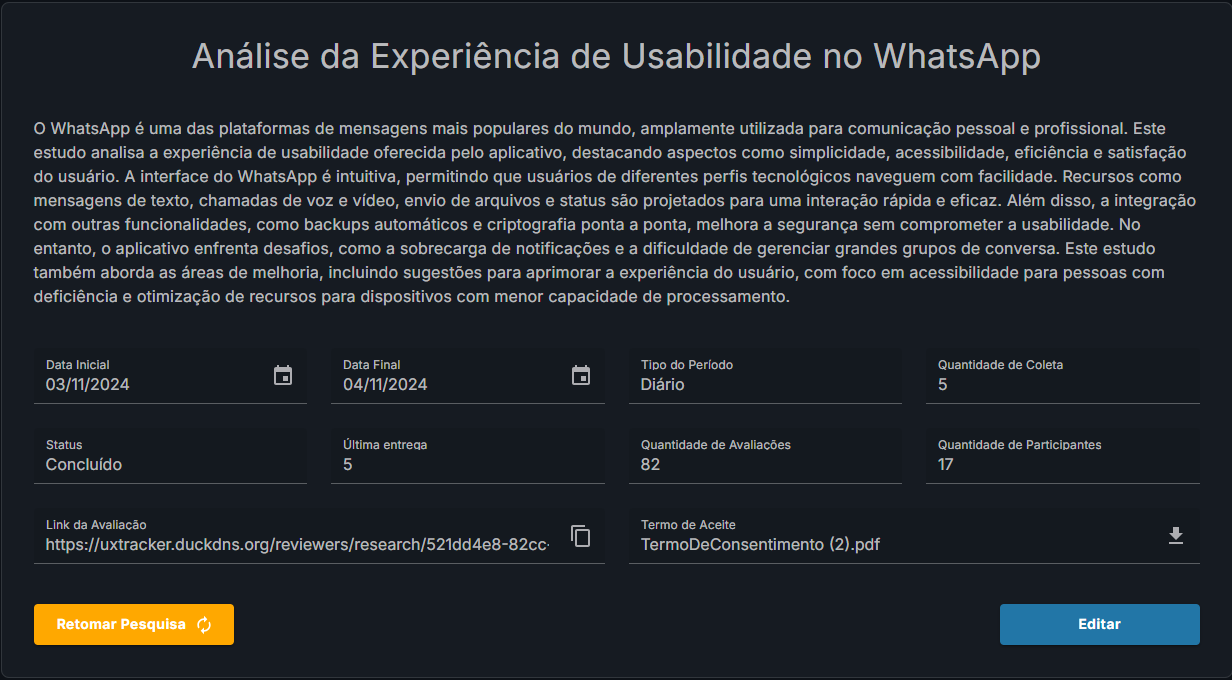 Análise da Experiência de Usabilidade no WhatsApp
O WhatsApp é uma das plataformas de mensagens mais populares do mundo, amplamente utilizada para comunicação pessoal e profissional. Este
estudo analisa a experiência de usabilidade oferecida pelo aplicativo, destacando aspectos como simplicidade, acessibilidade, eficiência e satisfação
do usuário. A interface do WhatsApp é intuitiva, permitindo que usuários de diferentes perfis tecnológicos naveguem com facilidade. Recursos como
mensagens de texto, chamadas de voz e vídeo, envio de arquivos e status são projetados para uma interação rápida e eficaz. Além disso, a integração
com outras funcionalidades, como backups automáticos e criptografia ponta a ponta, melhora a segurança sem comprometer a usabilidade. No
entanto, o aplicativo enfrenta desafios, como a sobrecarga de notificações e a dificuldade de gerenciar grandes grupos de conversa. Este estudo
também aborda as áreas de melhoria, incluindo sugestões para aprimorar a experiência do usuário, com foco em acessibilidade para pessoas com
deficiência e otimização de recursos para dispositivos com menor capacidade de processamento.
Data Inicial
03/11/2024
Data Final
04/11/2024
Tipo do Período
Diário
Quantidade de Coleta
5
Status
Concluído
Última entrega
5
Quantidade de Avaliações
82
Quantidade de Participantes
17
Link da Avaliação
https://uxtracker.duckdns.org/reviewers/research/521dd4e8-82cc-
Termo de Aceite
TermoDeConsentimento (2).pdf
Retomar Pesquisa
Editar